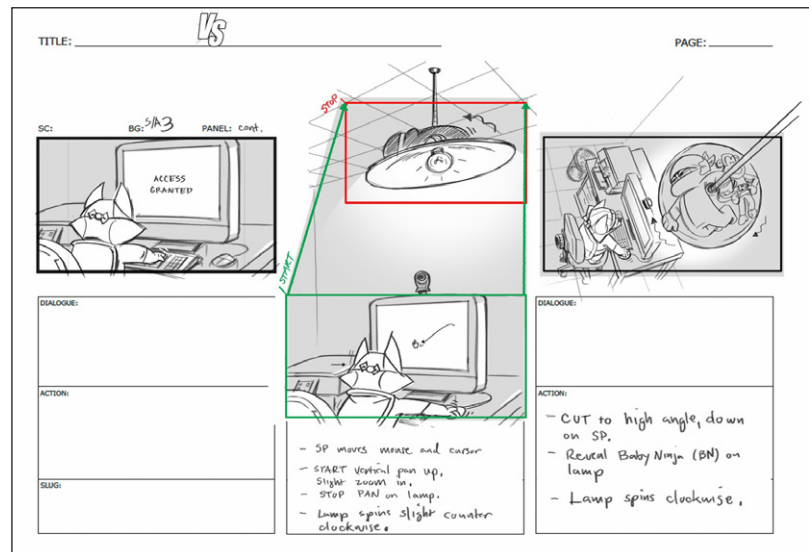 VS
TITLE:
PAGE:
SC:
BG: S/A3
PANEL: cont.
ACCESS
GRANTED
STOP
START
DIALOGUE:
ACTION:
SLUG:
- SP moves mouse and cursor
- START vertical pan up,
Slight zoom in.
- STOP PAN on lamp.
- Lamp spins slight counter
clockwise.
DIALOGUE:
ACTION:
- CUT to high angle, down
on SP.
- Reveal Baby Ninja (BN) on
lamp
- Lamp spins clockwise.